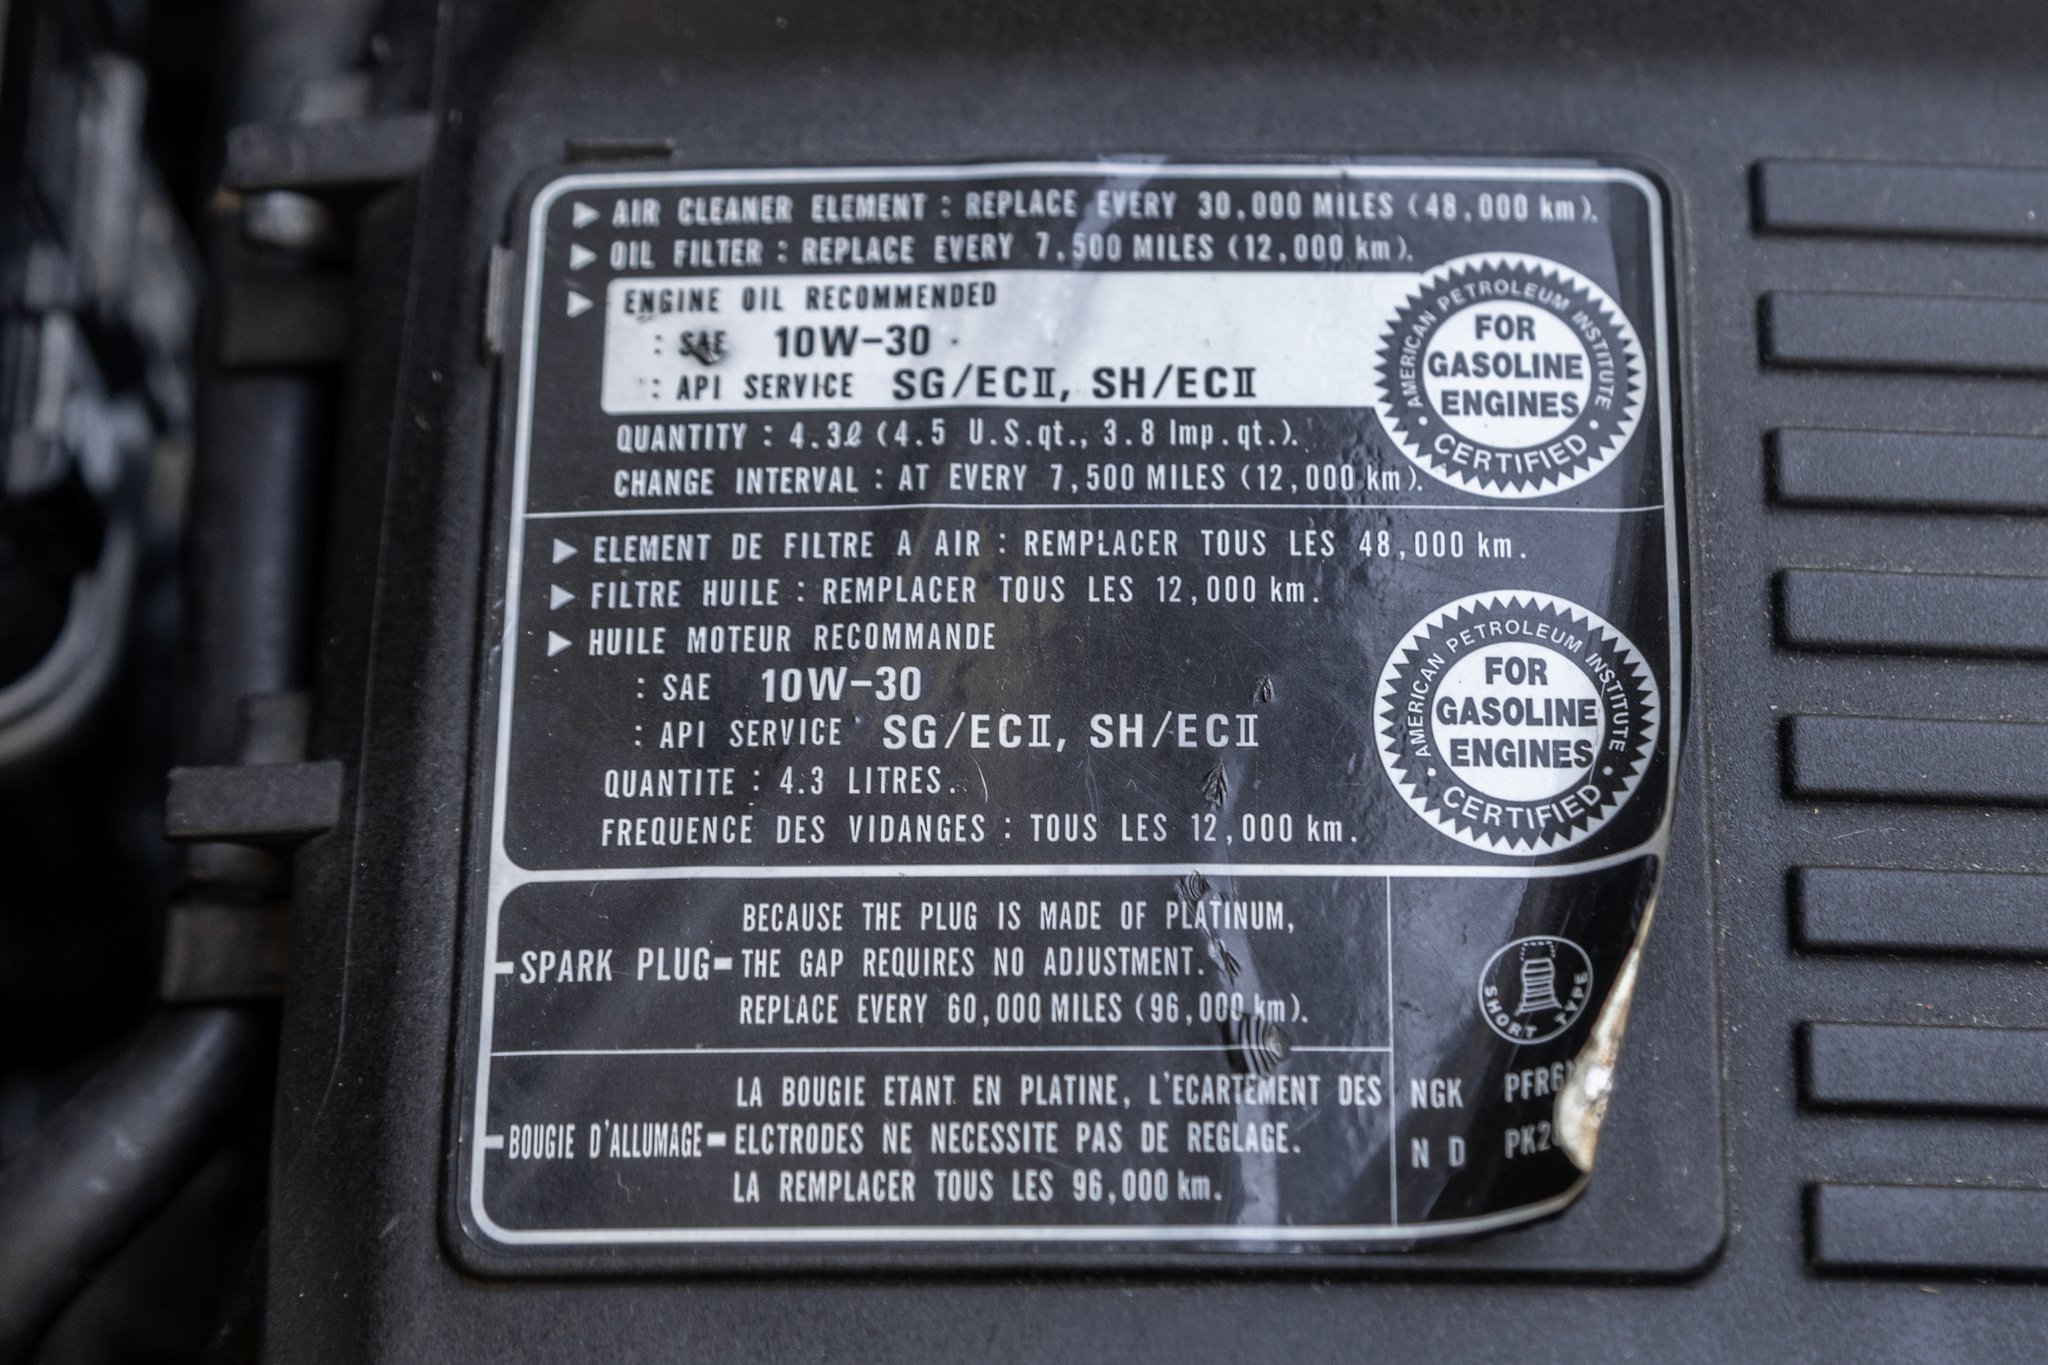 ▶ AIR CLEANER ELEMENT : REPLACE EVERY 30,000 MILES (48,000 km).
▶ OIL FILTER : REPLACE EVERY 7,500 MILES (12,000 km).
▶ ENGINE OIL RECOMMENDED
: SAE 10W-30
: API SERVICE SG/ECⅡ, SH/ECⅡ
QUANTITY : 4.3ℓ (4.5 U.S.qt., 3.8 Imp.qt.).
CHANGE INTERVAL : AT EVERY 7,500 MILES (12,000 km).
AMERICAN PETROLEUM INSTITUTE
FOR
GASOLINE
ENGINES
· CERTIFIED ·
▶ ELEMENT DE FILTRE A AIR : REMPLACER TOUS LES 48,000 km.
▶ FILTRE HUILE : REMPLACER TOUS LES 12,000 km.
▶ HUILE MOTEUR RECOMMANDE
: SAE 10W-30
: API SERVICE SG/ECⅡ, SH/ECⅡ
QUANTITE : 4.3 LITRES.
FREQUENCE DES VIDANGES : TOUS LES 12,000 km.
AMERICAN PETROLEUM INSTITUTE
FOR
GASOLINE
ENGINES
· CERTIFIED ·
SPARK PLUG
BECAUSE THE PLUG IS MADE OF PLATINUM,
THE GAP REQUIRES NO ADJUSTMENT.
REPLACE EVERY 60,000 MILES (96,000 km).
BOUGIE D'ALLUMAGE
LA BOUGIE ETANT EN PLATINE, L'ECARTEMENT DES
ELCTRODES NE NECESSITE PAS DE REGLAGE.
LA REMPLACER TOUS LES 96,000 km.
SHORT TYPE
NGK
N D